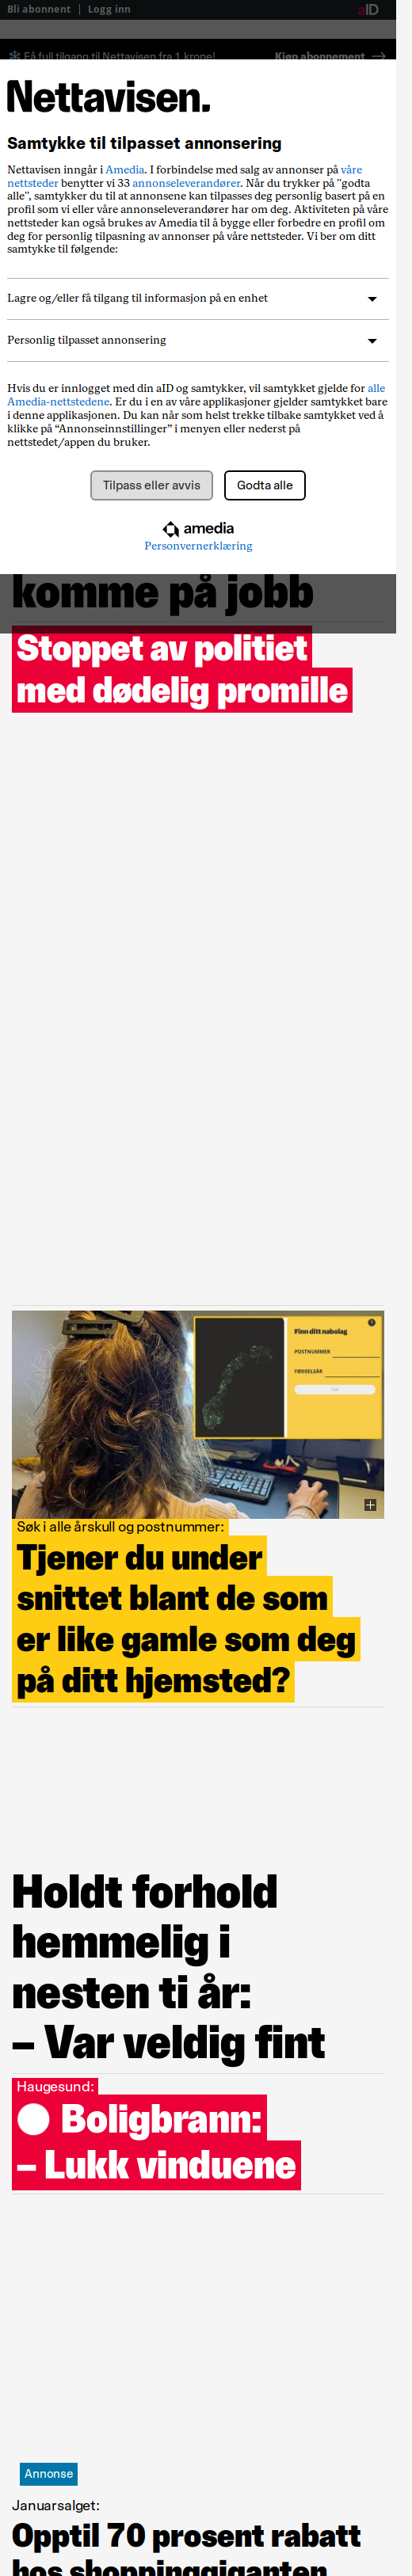 Bli abonnent | Logg inn
aID
Få full tilgang til Nettavisen fra 1 krone!
Kjøp abonnement →
Nettavisen.
Samtykke til tilpasset annonsering
Nettavisen inngår i Amedia. I forbindelse med salg av annonser på våre
nettsteder benytter vi 33 annonseleverandører. Når du trykker på "godta
alle", samtykker du til at annonsene kan tilpasses deg personlig basert på en
profil som vi eller våre annonseleverandører har om deg. Aktiviteten på våre
nettsteder kan også brukes av Amedia til å bygge eller forbedre en profil om
deg for personlig tilpasning av annonser på våre nettsteder. Vi ber om ditt
samtykke til følgende:
Lagre og/eller få tilgang til informasjon på en enhet
Personlig tilpasset annonsering
Hvis du er innlogget med din aID og samtykker, vil samtykket gjelde for alle
Amedia-nettstedene. Er du i en av våre applikasjoner gjelder samtykket bare
i denne applikasjonen. Du kan når som helst trekke tilbake samtykket ved å
klikke på “Annonseinnstillinger” i menyen eller nederst på
nettstedet/appen du bruker.
Tilpass eller avvis
Godta alle
amedia
Personvernerklæring
komme på jobb
Stoppet av politiet
med dødelig promille
Finn ditt nabolag
POSTNUMMER
FØDSELSÅR
Søk i alle årskull og postnummer:
Tjener du under
snittet blant de som
er like gamle som deg
på ditt hjemsted?
Holdt forhold
hemmelig i
nesten ti år:
– Var veldig fint
Haugesund:
Boligbrann:
– Lukk vinduene
Annonse
Januarsalget:
Opptil 70 prosent rabatt
hos shoppinggiganten